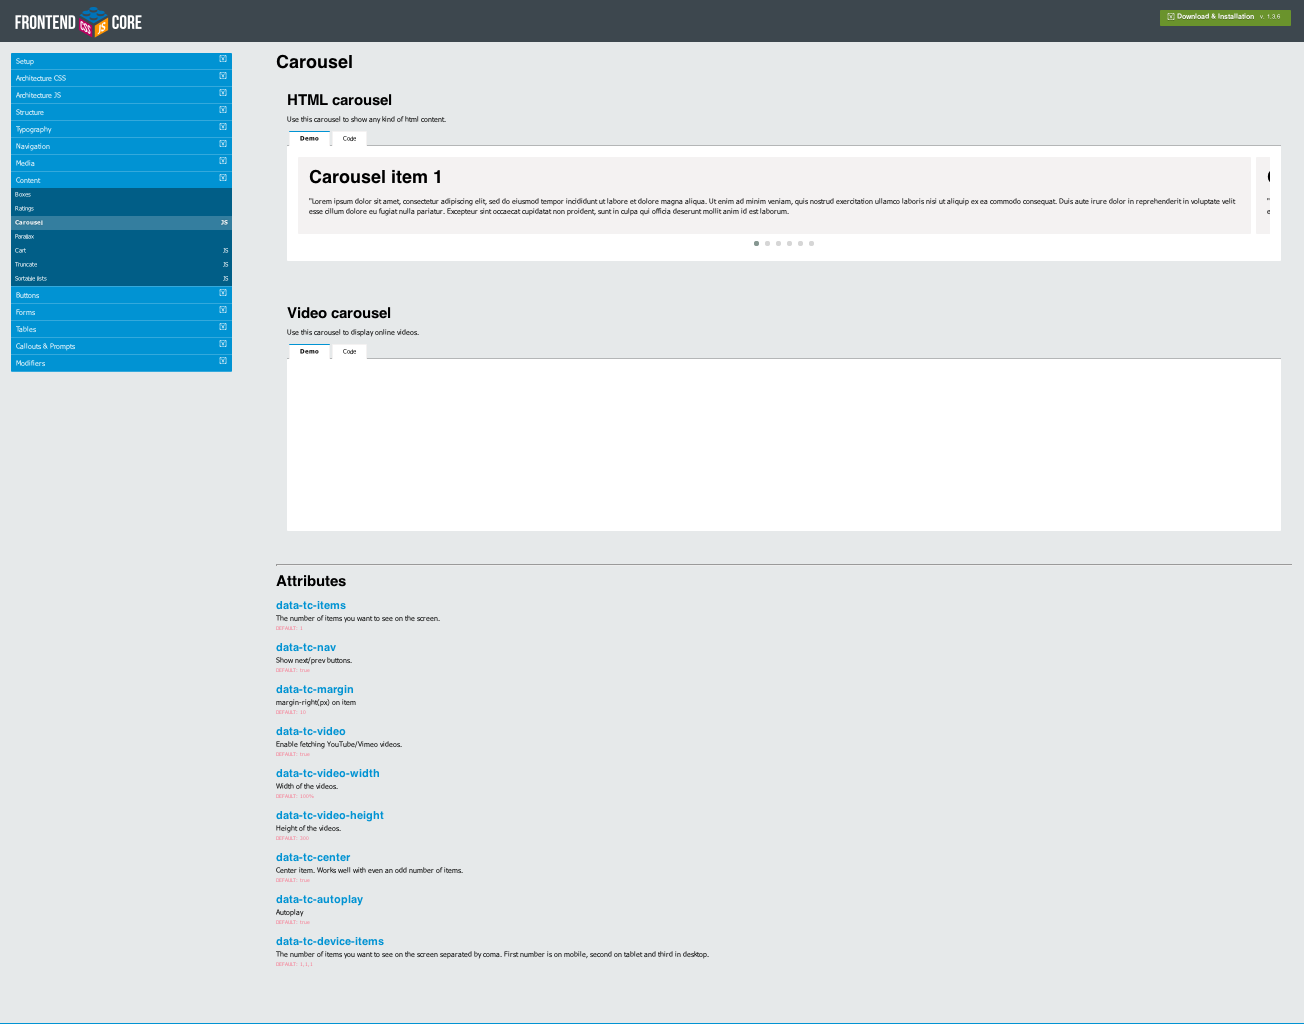 FRONTEND CSS JS CORE
Download & Installation v. 1.3.6
Setup
Architecture CSS
Architecture JS
Structure
Typography
Navigation
Media
Content
Boxes
Ratings
Carousel JS
Parallax
Cart JS
Truncate JS
Sortable lists JS
Buttons
Forms
Tables
Callouts & Prompts
Modifiers
Carousel
HTML carousel
Use this carousel to show any kind of html content.
Demo Code
Carousel item 1
"Lorem ipsum dolor sit amet, consectetur adipiscing elit, sed do eiusmod tempor incididunt ut labore et dolore magna aliqua. Ut enim ad minim veniam, quis nostrud exercitation ullamco laboris nisi ut aliquip ex ea commodo consequat. Duis aute irure dolor in reprehenderit in voluptate velit
esse cillum dolore eu fugiat nulla pariatur. Excepteur sint occaecat cupidatat non proident, sunt in culpa qui officia deserunt mollit anim id est laborum.
Video carousel
Use this carousel to display online videos.
Demo Code
Attributes
data-tc-items
The number of items you want to see on the screen.
DEFAULT: 1
data-tc-nav
Show next/prev buttons.
DEFAULT: true
data-tc-margin
margin-right(px) on item
DEFAULT: 10
data-tc-video
Enable fetching YouTube/Vimeo videos.
DEFAULT: true
data-tc-video-width
Width of the videos.
DEFAULT: 100%
data-tc-video-height
Height of the videos.
DEFAULT:
data-tc-center
Center item. Works well with even an odd number of items.
DEFAULT: true
data-tc-autoplay
Autoplay
DEFAULT: true
data-tc-device-items
The number of items you want to see on the screen separated by coma. First number is on mobile, second on tablet and third in desktop.
DEFAULT: 1,1,1